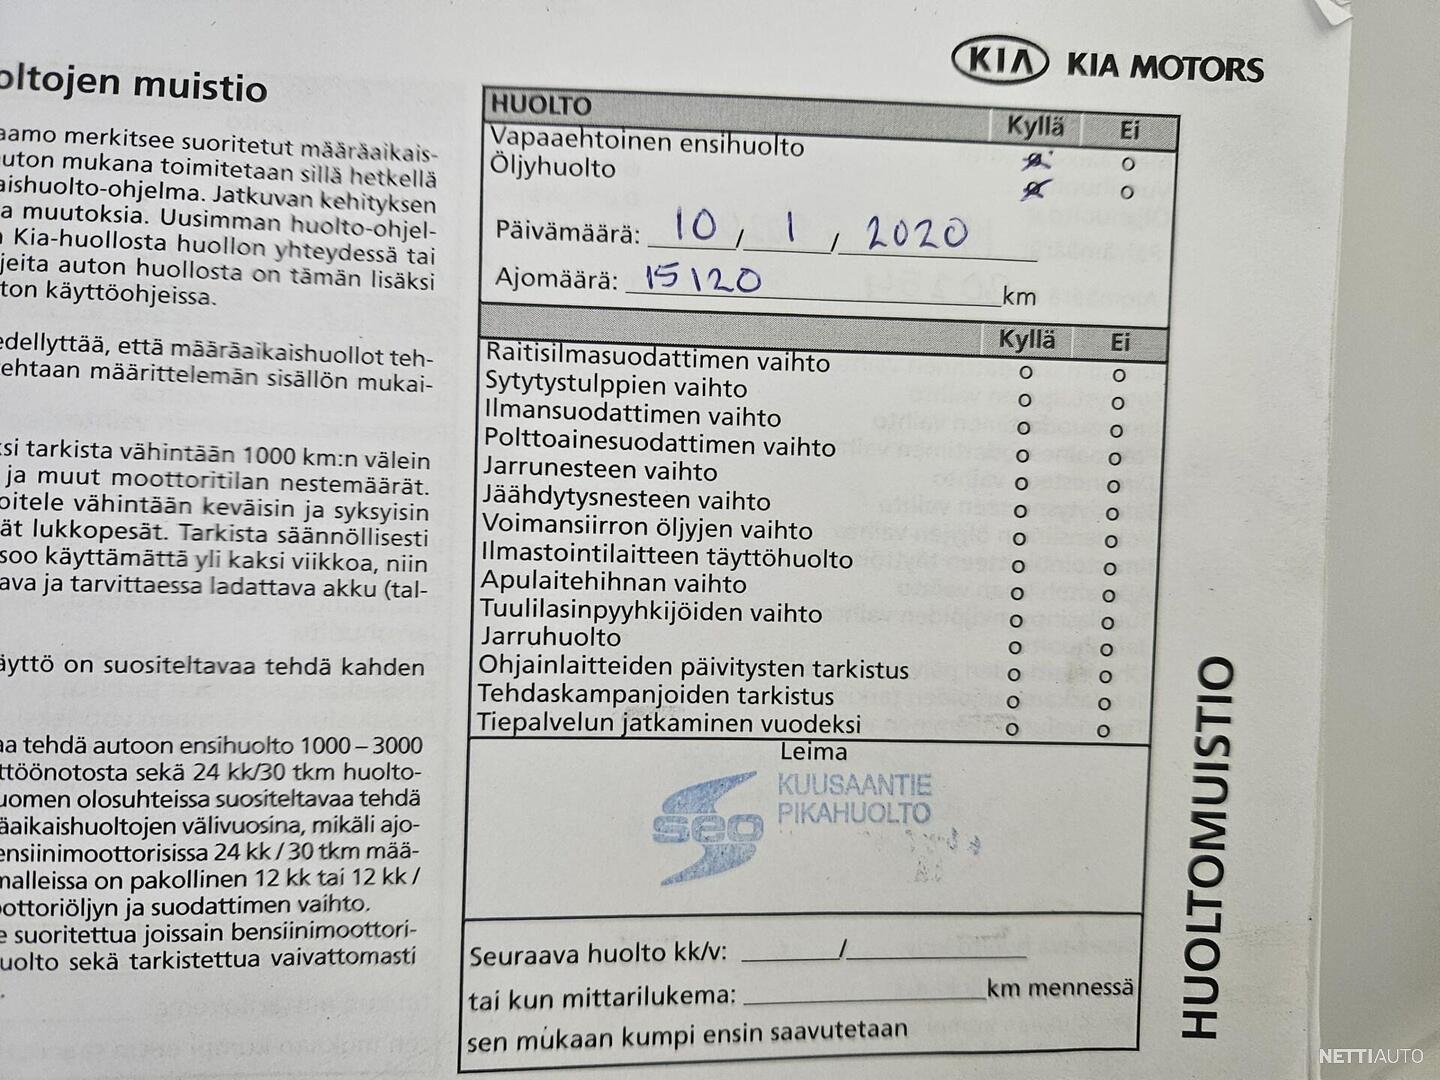 KIA KIA MOTORS
oltojen muistio
aamo merkitsee suoritetut määräaikais-
auton mukana toimitetaan sillä hetkellä
aishuolto-ohjelma. Jatkuvan kehityksen
a muutoksia. Uusimman huolto-ohjel-
n Kia-huollosta huollon yhteydessä tai
jeita auton huollosta on tämän lisäksi
ton käyttöohjeissa.
edellyttää, että määräaikaishuollot teh-
ehtaan määrittelemän sisällön mukai-
ksi tarkista vähintään 1000 km:n välein
ja muut moottoritilan nestemäärät.
oitele vähintään keväisin ja syksyisin
ät lukkopesät. Tarkista säännöllisesti
soo käyttämättä yli kaksi viikkoa, niin
ava ja tarvittaessa ladattava akku (tal-
äyttö on suositeltavaa tehdä kahden
aa tehdä autoon ensihuolto 1000 – 3000
ttöönotosta sekä 24 kk/30 tkm huolto-
uomen olosuhteissa suositeltavaa tehdä
äaikaishuoltojen välivuosina, mikäli ajo-
ensiinimoottorisissa 24 kk / 30 tkm mää-
malleissa on pakollinen 12 kk tai 12 kk /
oottoriöljyn ja suodattimen vaihto.
e suoritettua joissain bensiinimoottori-
uolto sekä tarkistettua vaivattomasti
HUOLTO Kyllä Ei
Vapaaehtoinen ensihuolto
Öljyhuolto
Päivämäärä: 10 / 1 / 2020
Ajomäärä: 15120 km
Kyllä Ei
Raitisilmasuodattimen vaihto
Sytytystulppien vaihto
Ilmansuodattimen vaihto
Polttoainesuodattimen vaihto
Jarrunesteen vaihto
Jäähdytysnesteen vaihto
Voimansiirron öljyjen vaihto
Ilmastointilaitteen täyttöhuolto
Apulaitehihnan vaihto
Tuulilasinpyyhkijöiden vaihto
Jarruhuolto
Ohjainlaitteiden päivitysten tarkistus
Tehdaskampanjoiden tarkistus
Tiepalvelun jatkaminen vuodeksi
Leima
seo KUUSAANTIE
PIKAHUOLTO
Seuraava huolto kk/v: /
tai kun mittarilukema: km mennessä
sen mukaan kumpi ensin saavutetaan
HUOLTOMUISTIO
NETTIAUTO